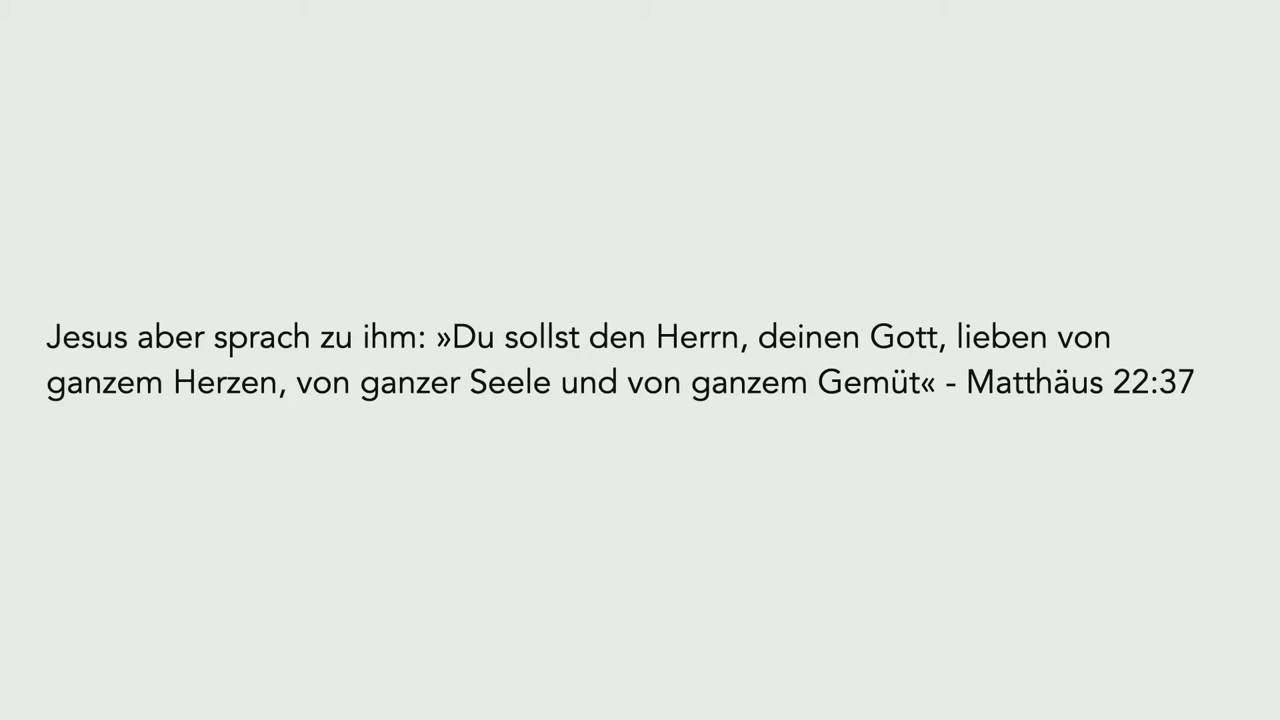 Jesus aber sprach zu ihm: »Du sollst den Herrn, deinen Gott, lieben von
ganzem Herzen, von ganzer Seele und von ganzem Gemüt« - Matthäus 22:37